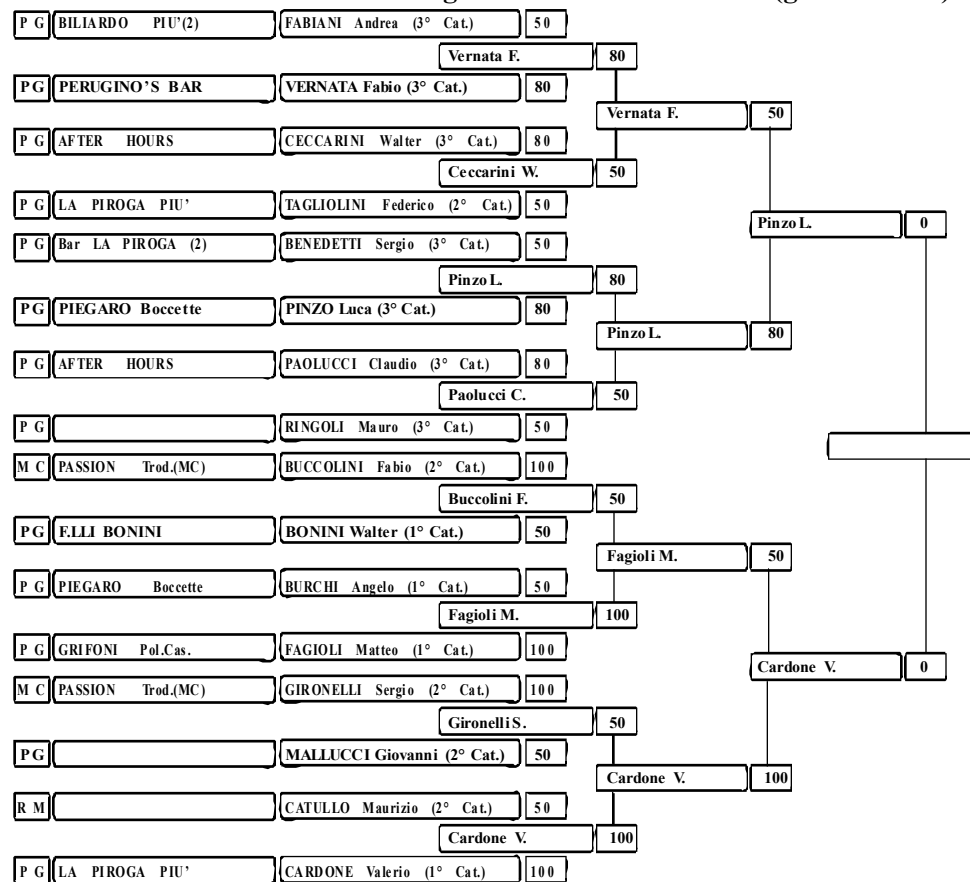 P G BILIARDO PIU'(2) FABIANI Andrea (3° Cat.) 50
Vernata F. 80
PG PERUGINO'S BAR VERNATA Fabio (3° Cat.) 80
Vernata F. 50
P G AFTER HOURS CECCARINI Walter (3° Cat.) 80
Ceccarini W. 50
P G LA PIROGA PIU' TAGLIOLINI Federico (2° Cat.) 50
Pinzo L. 0
P G Bar LA PIROGA (2) BENEDETTI Sergio (3° Cat.) 50
Pinzo L. 80
PG PIEGARO Boccette PINZO Luca (3° Cat.) 80
Pinzo L. 80
P G AFTER HOURS PAOLUCCI Claudio (3° Cat.) 80
Paolucci C. 50
P G RINGOLI Mauro (3° Cat.) 50
M C PASSION Trod.(MC) BUCCOLINI Fabio (2° Cat.) 100
Buccolini F. 50
PG F.LLI BONINI BONINI Walter (1° Cat.) 50
Fagioli M. 50
P G PIEGARO Boccette BURCHI Angelo (1° Cat.) 50
Fagioli M. 100
P G GRIFONI Pol.Cas. FAGIOLI Matteo (1° Cat.) 100
Cardone V. 0
M C PASSION Trod.(MC) GIRONELLI Sergio (2° Cat.) 100
Gironelli S. 50
PG MALLUCCI Giovanni (2° Cat.) 50
Cardone V. 100
R M CATULLO Maurizio (2° Cat.) 50
Cardone V. 100
P G LA PIROGA PIU' CARDONE Valerio (1° Cat.) 100